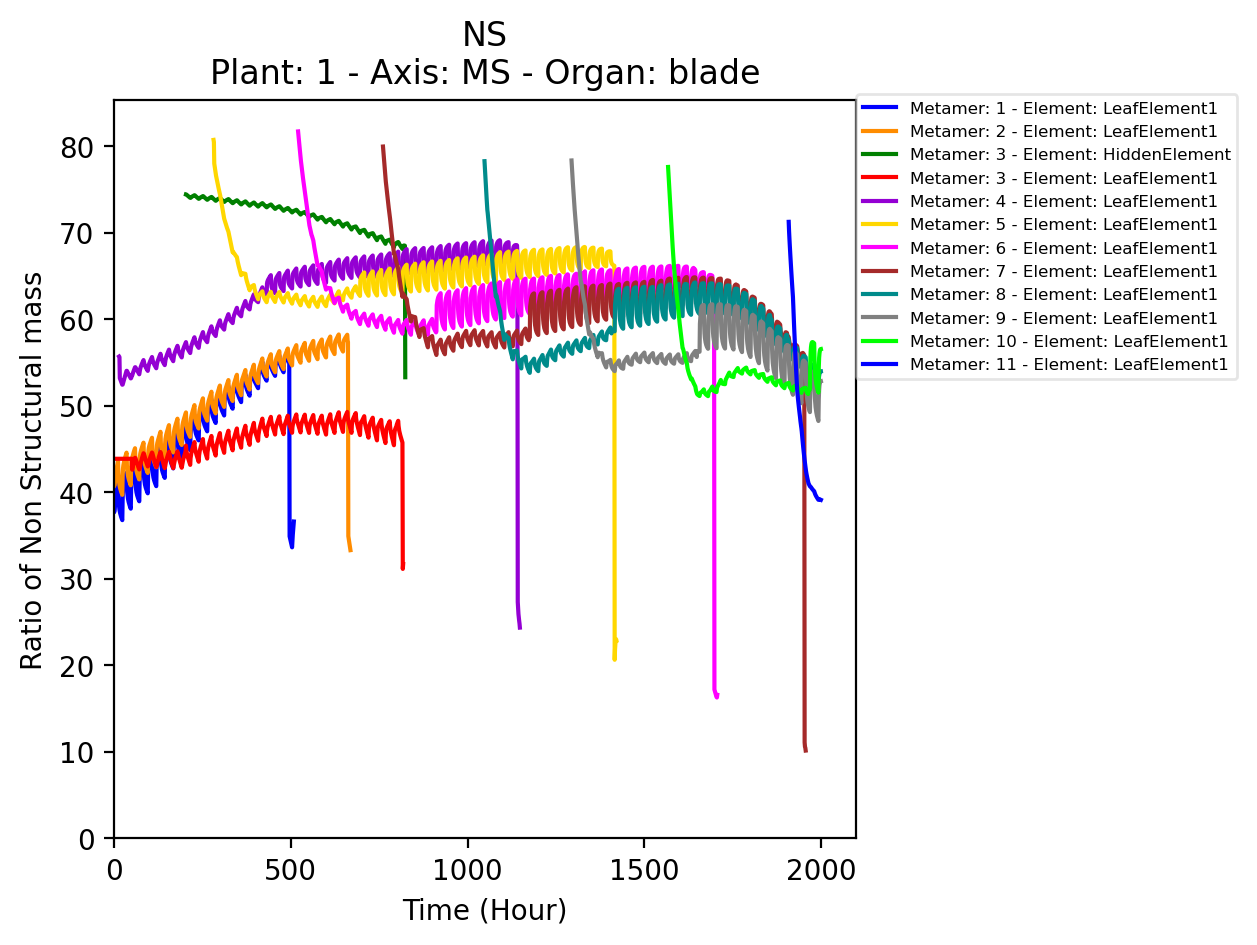 NS
Plant: 1 - Axis: MS - Organ: blade
Ratio of Non Structural mass
80
70
60
50
40
30
20
10
0
0 500 1000 1500 2000
Time (Hour)
Metamer: 1 - Element: LeafElement1
Metamer: 2 - Element: LeafElement1
Metamer: 3 - Element: HiddenElement
Metamer: 3 - Element: LeafElement1
Metamer: 4 - Element: LeafElement1
Metamer: 5 - Element: LeafElement1
Metamer: 6 - Element: LeafElement1
Metamer: 7 - Element: LeafElement1
Metamer: 8 - Element: LeafElement1
Metamer: 9 - Element: LeafElement1
Metamer: 10 - Element: LeafElement1
Metamer: 11 - Element: LeafElement1